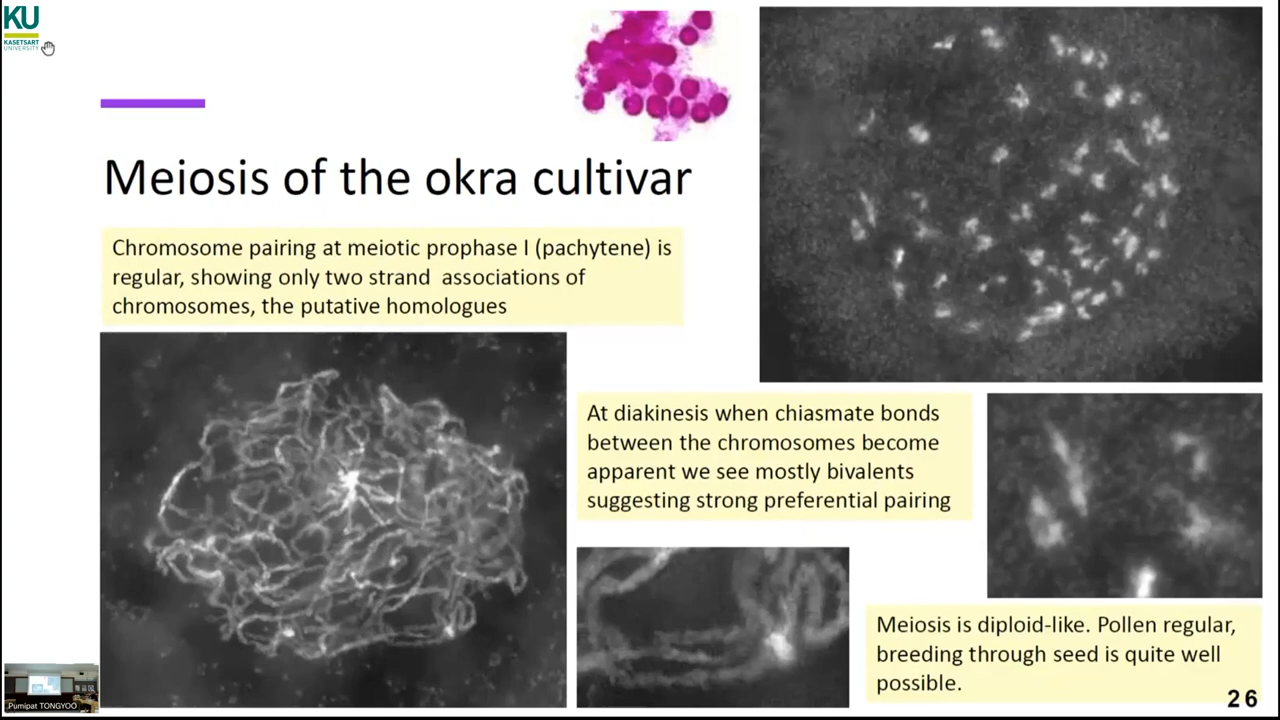 KU
KASETSART
UNIVERSITY
Meiosis of the okra cultivar
Chromosome pairing at meiotic prophase I (pachytene) is
regular, showing only two strand associations of
chromosomes, the putative homologues
At diakinesis when chiasmate bonds
between the chromosomes become
apparent we see mostly bivalents
suggesting strong preferential pairing
Meiosis is diploid-like. Pollen regular,
breeding through seed is quite well
possible.
26
Pumipat TONGYOO